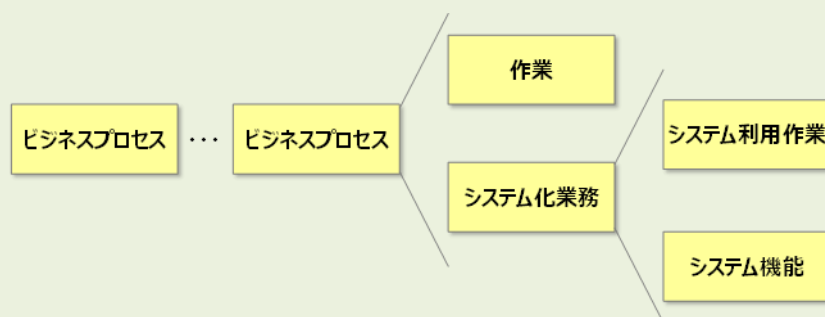 ビジネスプロセス
・・・
ビジネスプロセス
作業
システム化業務
システム利用作業
システム機能